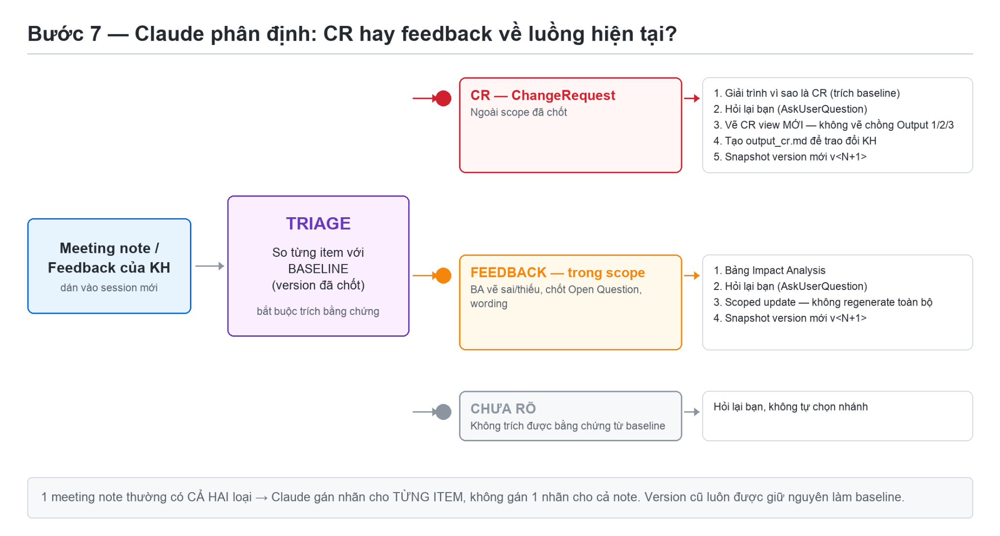 Bước 7 — Claude phân định: CR hay feedback về luồng hiện tại?
Meeting note /
Feedback của KH
dán vào session mới
TRIAGE
So từng item với
BASELINE
(version đã chốt)
bắt buộc trích bằng chứng
CR — ChangeRequest
Ngoài scope đã chốt
1. Giải trình vì sao là CR (trích baseline)
2. Hỏi lại bạn (AskUserQuestion)
3. Vẽ CR view MỚI — không vẽ chồng Output 1/2/3
4. Tạo output_cr.md để trao đổi KH
5. Snapshot version mới v<N+1>
FEEDBACK — trong scope
BA vẽ sai/thiếu, chốt Open Question,
wording
1. Bảng Impact Analysis
2. Hỏi lại bạn (AskUserQuestion)
3. Scoped update — không regenerate toàn bộ
4. Snapshot version mới v<N+1>
CHƯA RÕ
Không trích được bằng chứng từ baseline
Hỏi lại bạn, không tự chọn nhánh
1 meeting note thường có CẢ HAI loại → Claude gán nhãn cho TỪNG ITEM, không gán 1 nhãn cho cả note. Version cũ luôn được giữ nguyên làm baseline.